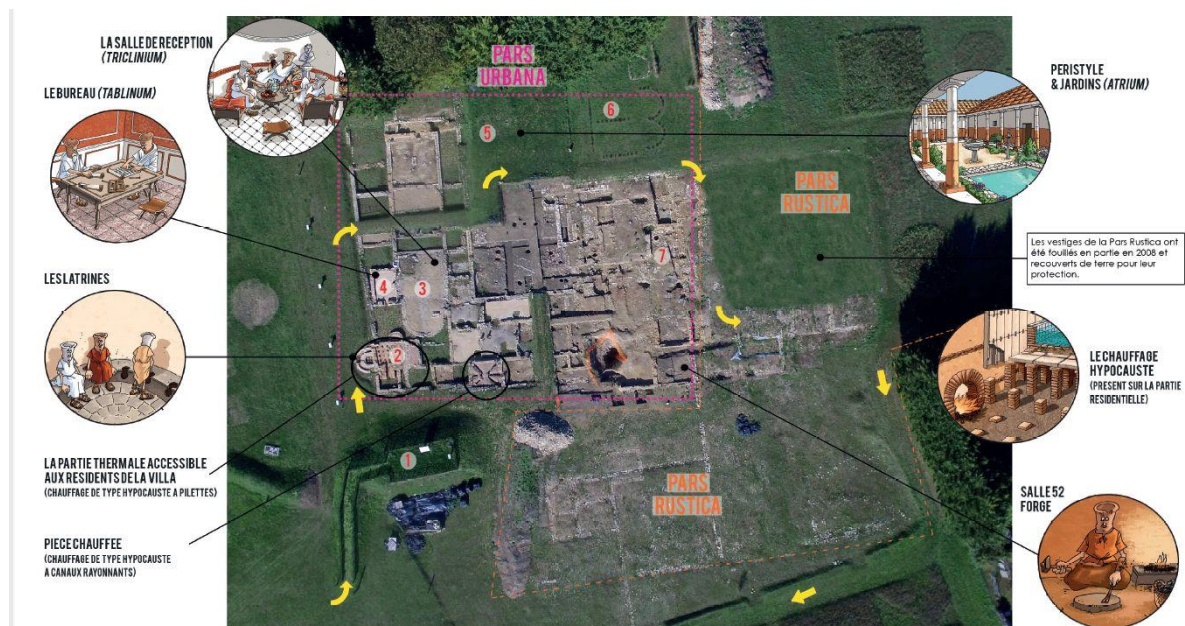 LA SALLE DE RECEPTION
(TRICLINIUM)
LE BUREAU (TABLINUM)
LES LATRINES
LA PARTIE THERMALE ACCESSIBLE
AUX RESIDENTS DE LA VILLA
(CHAUFFAGE DE TYPE HYPOCAUSTE A PILETTES)
PIECE CHAUFFEE
(CHAUFFAGE DE TYPE HYPOCAUSTE
A CANAUX RAYONNANTS)
PARS
URBANA
6
5
7
4
3
2
1
PARS
RUSTICA
PARS
RUSTICA
PERISTYLE
& JARDINS (ATRIUM)
Les vestiges de la Pars Rustica ont
été fouillés en partie en 2008 et
recouverts de terre pour leur
protection.
LE CHAUFFAGE
HYPOCAUSTE
(PRESENT SUR LA PARTIE
RESIDENTIELLE)
SALLE 52
FORGE